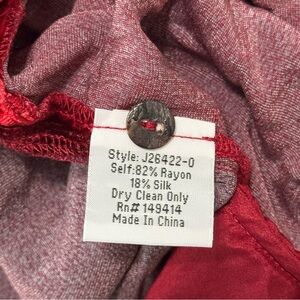 Style: J26422-0
Self:82% Rayon
18% Silk
Dry Clean Only
Rn# 149414
Made In China